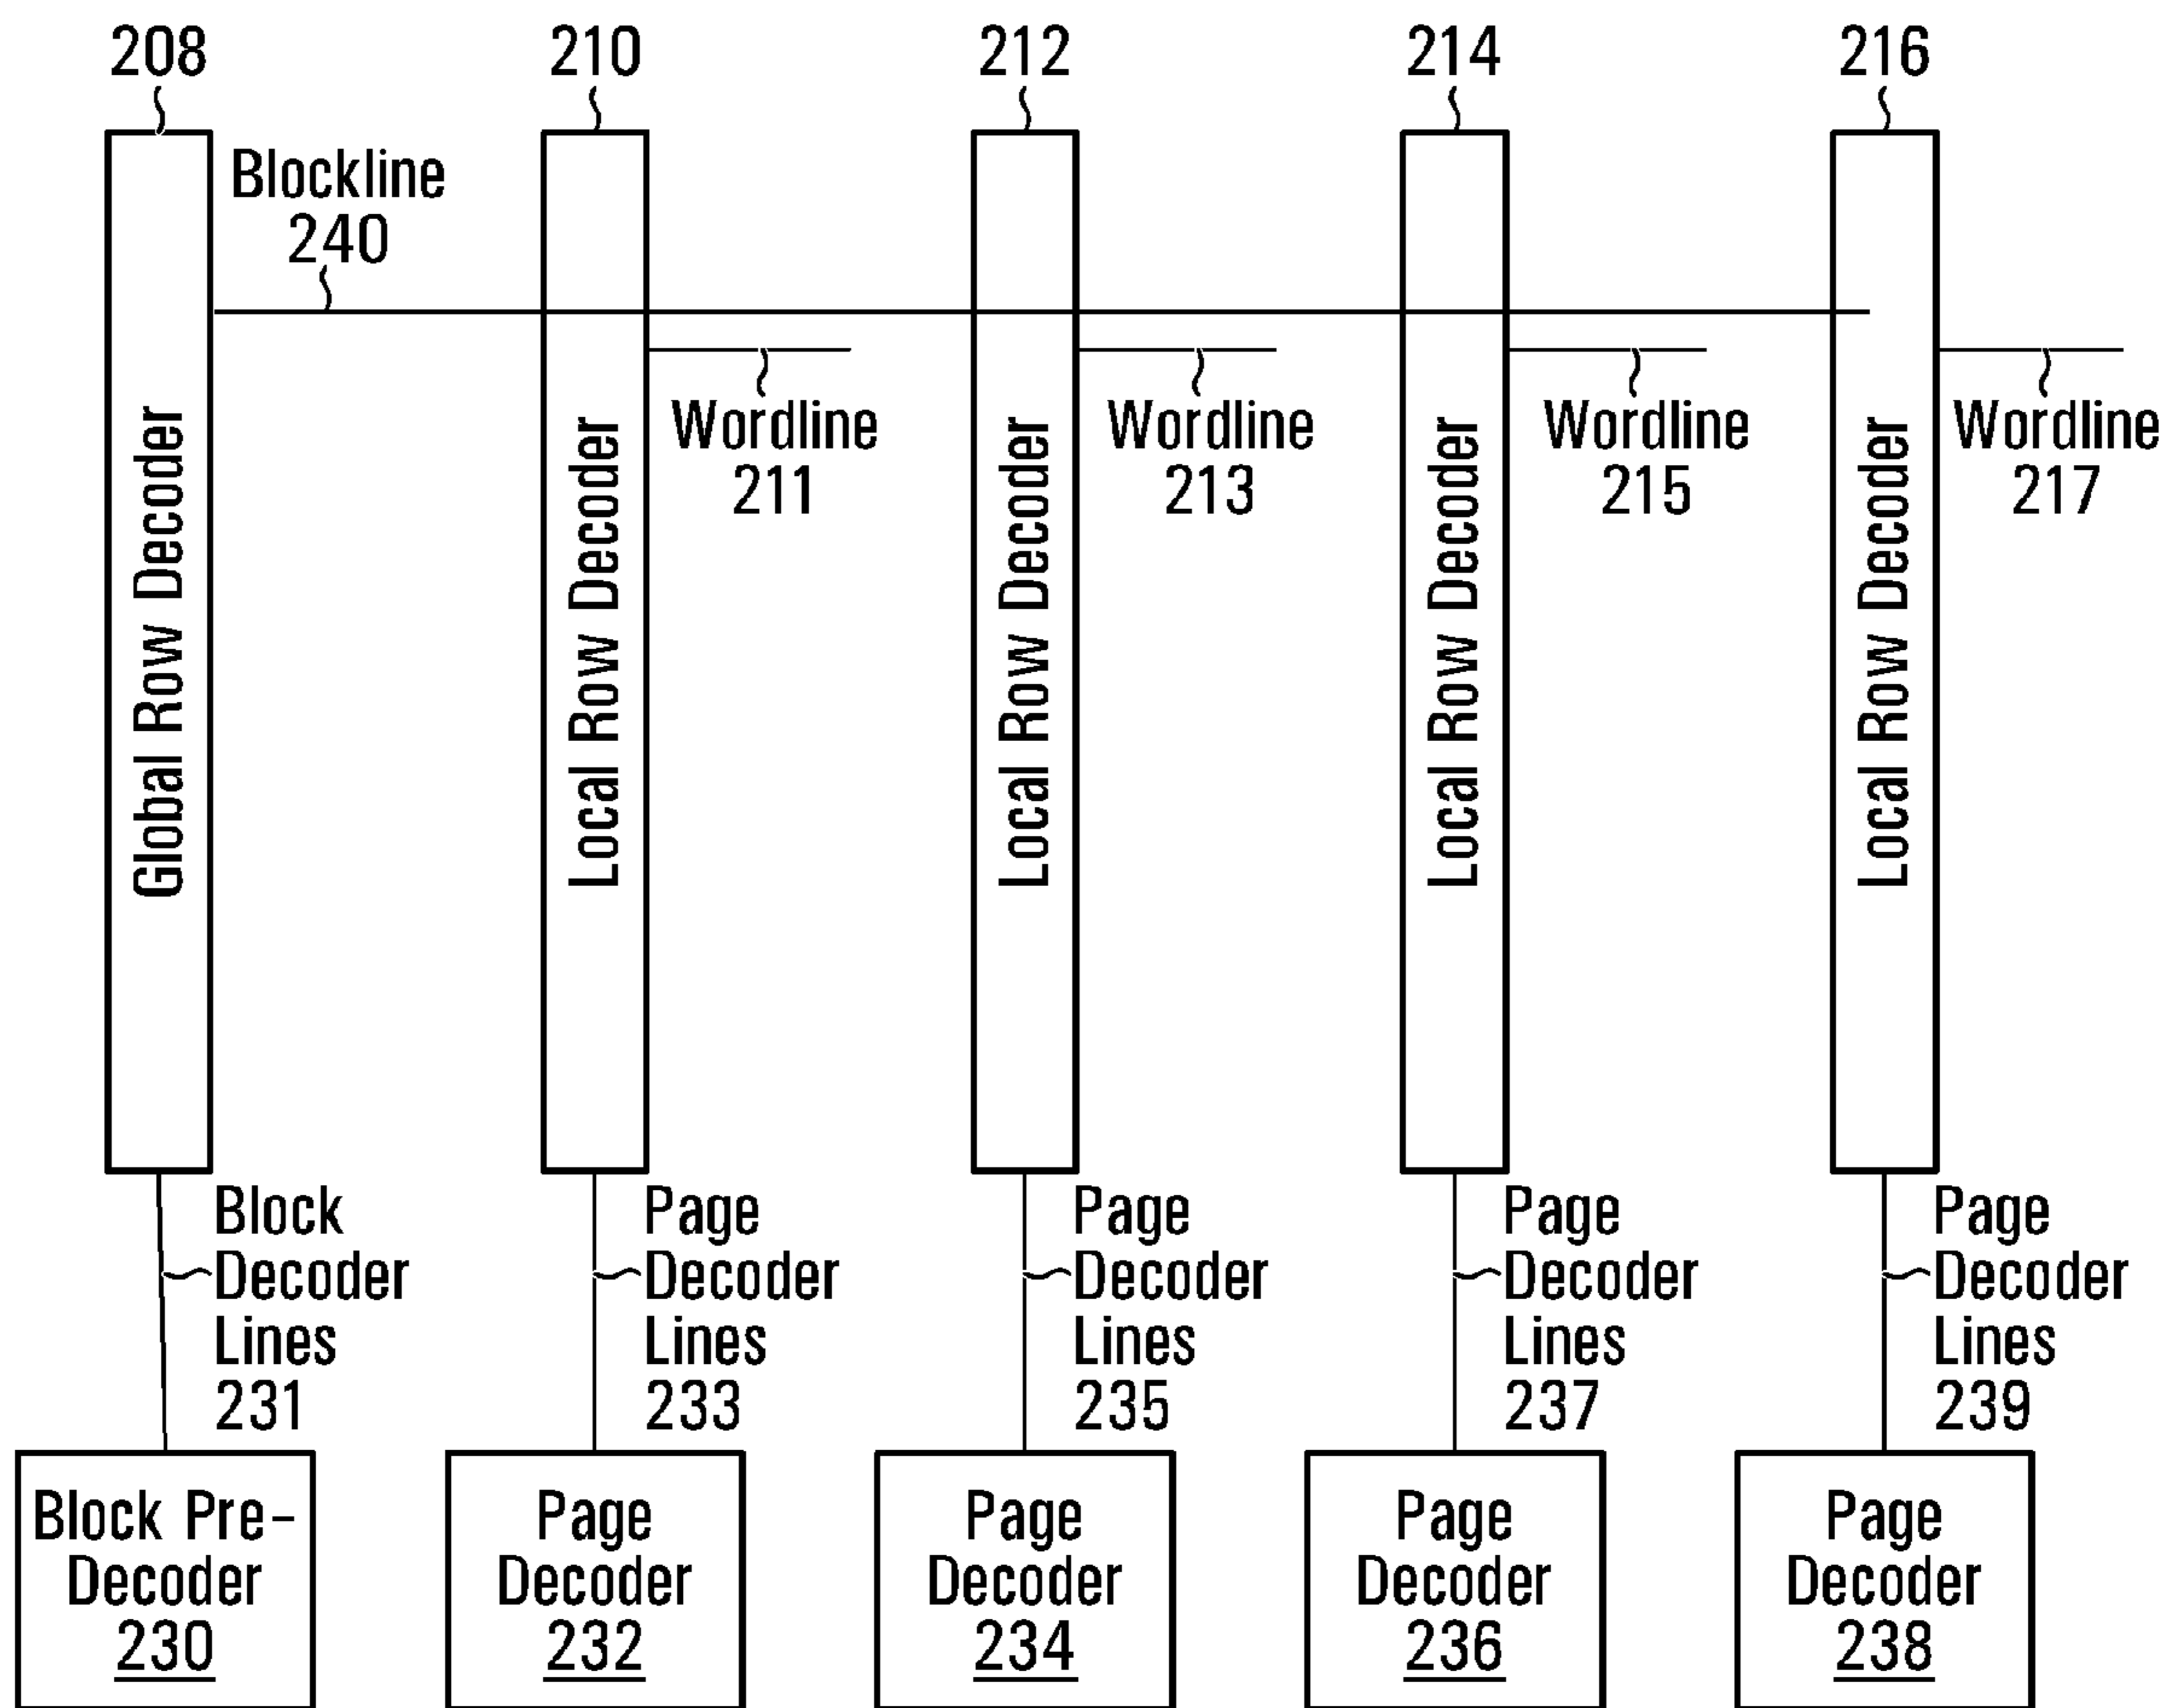 208
210
212
214
216
Blockline
240
Wordline
211
Wordline
213
Wordline
215
Wordline
217
Global Row Decoder
Local Row Decoder
Local Row Decoder
Local Row Decoder
Local Row Decoder
Block
Decoder
Lines
231
Page
Decoder
Lines
233
Page
Decoder
Lines
235
Page
Decoder
Lines
237
Page
Decoder
Lines
239
Block Pre-
Decoder
230
Page
Decoder
232
Page
Decoder
234
Page
Decoder
236
Page
Decoder
238